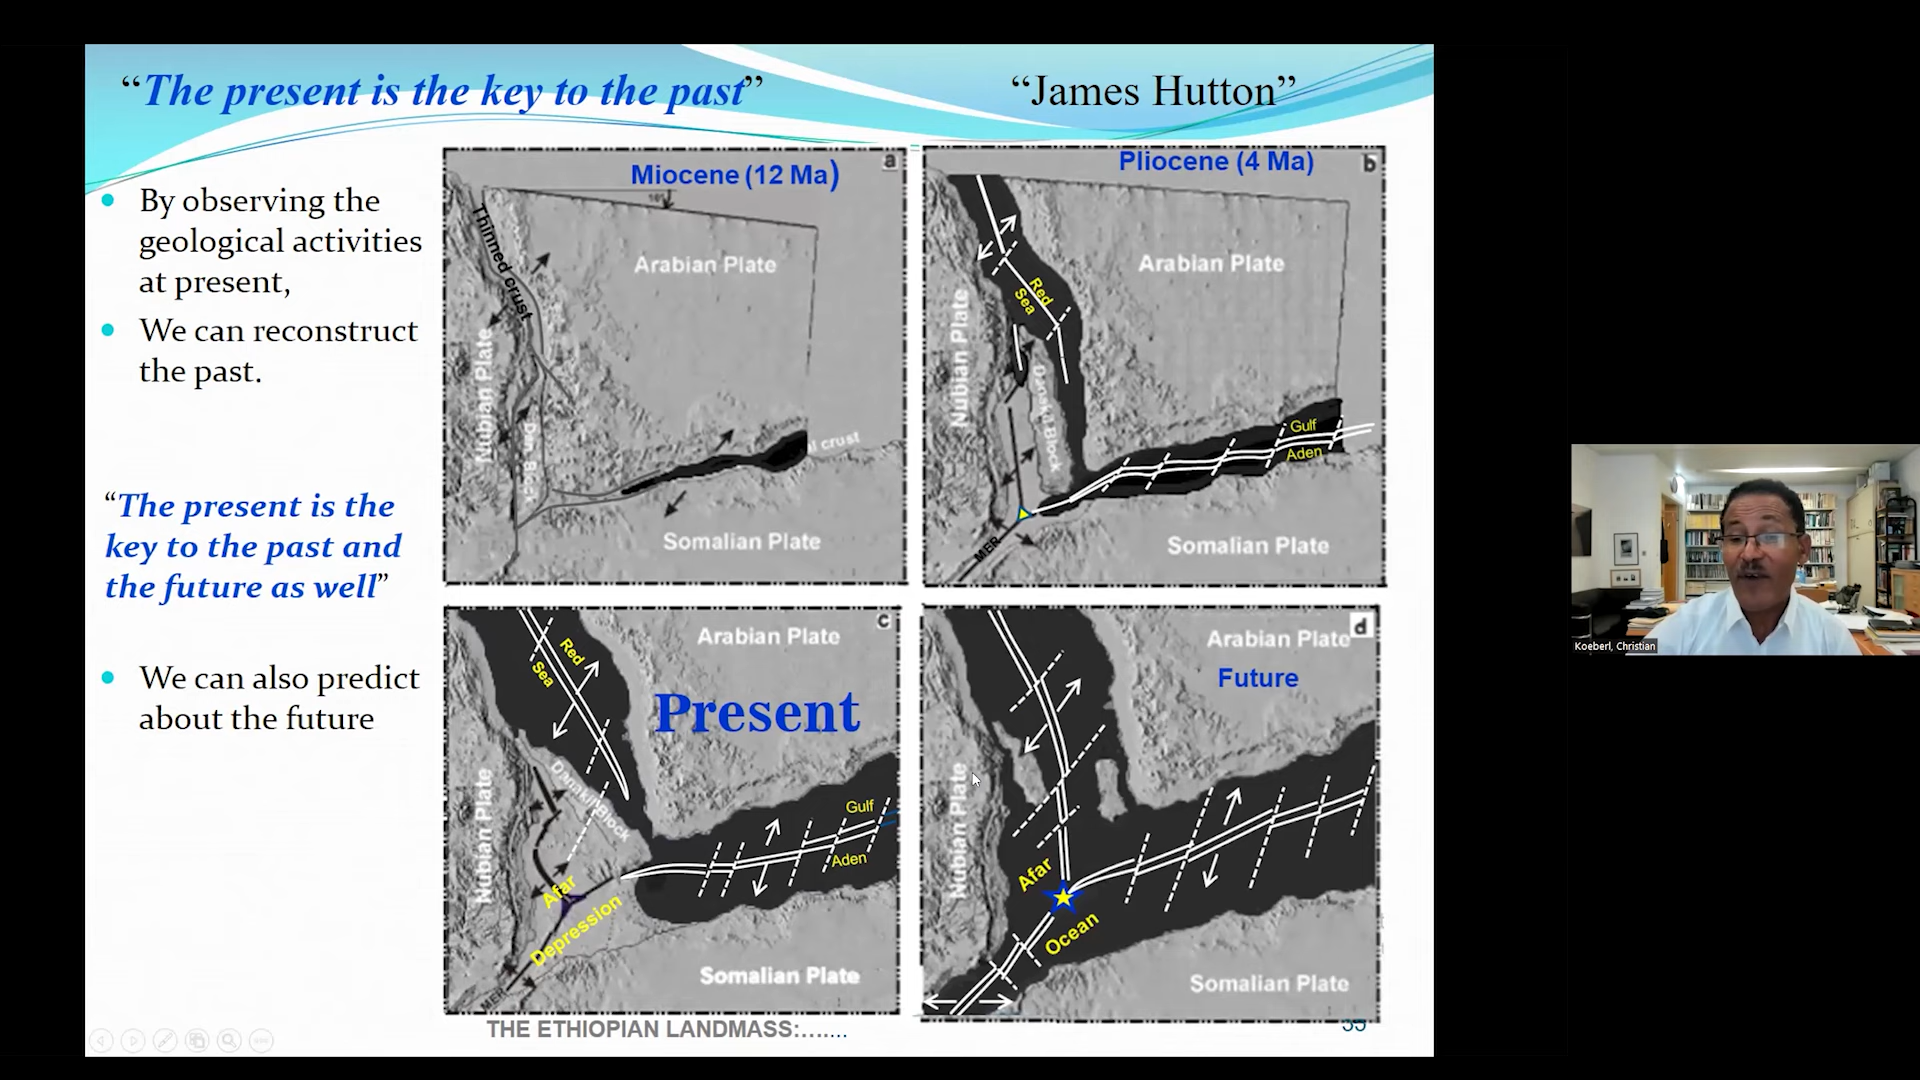 “The present is the key to the past”
“James Hutton”
By observing the
geological activities
at present,
We can reconstruct
the past.
“The present is the
key to the past and
the future as well”
We can also predict
about the future
a
Miocene (12 Ma)
Thinned crust
Arabian Plate
Nubian Plate
Dan. Block
l crust
Somalian Plate
b
Pliocene (4 Ma)
Arabian Plate
Red
Sea
Nubian Plate
Danakil Block
Gulf
Aden
MER
Somalian Plate
c
Arabian Plate
Red
Sea
Present
Danakil Block
Nubian Plate
Gulf
Aden
Afar
Depression
MER
Somalian Plate
d
Arabian Plate
Future
Nubian Plate
Afar
Ocean
Somalian Plate
THE ETHIOPIAN LANDMASS:…....…
35
Koeberl, Christian